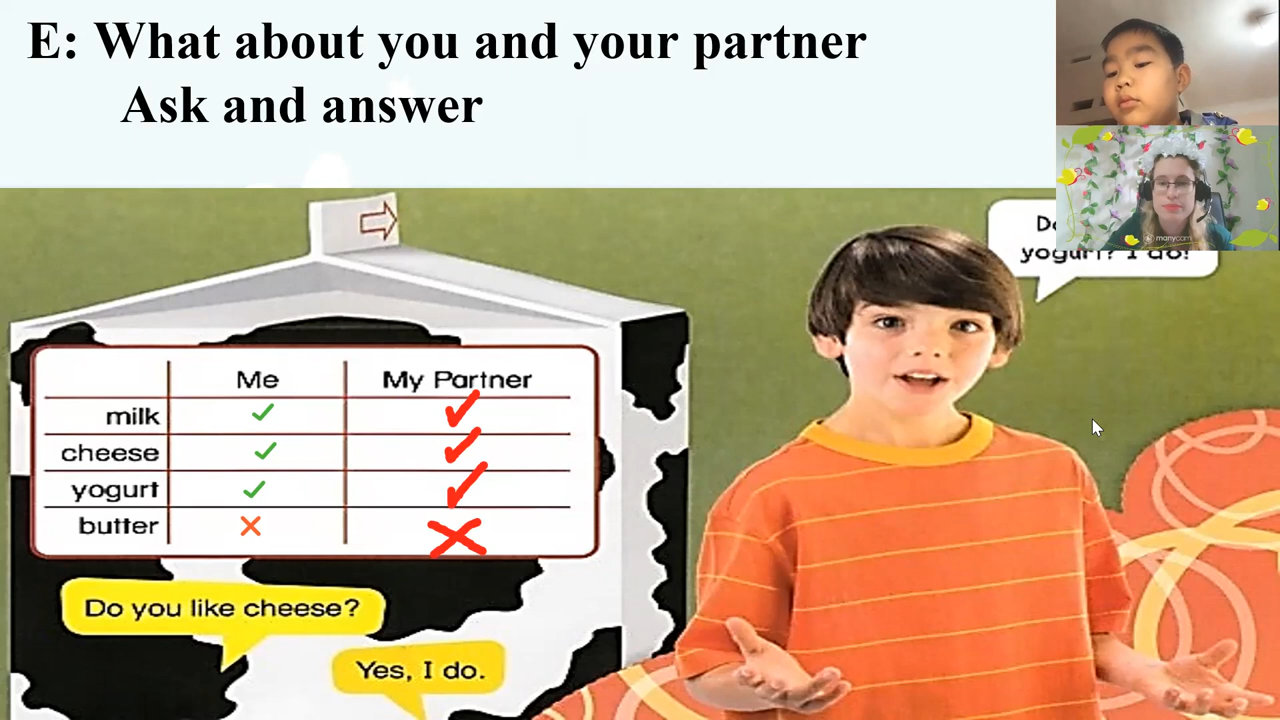 E: What about you and your partner
Ask and answer
yogurt? I do!
Me My Partner
milk
cheese
yogurt
butter
Do you like cheese?
Yes, I do.
manycam